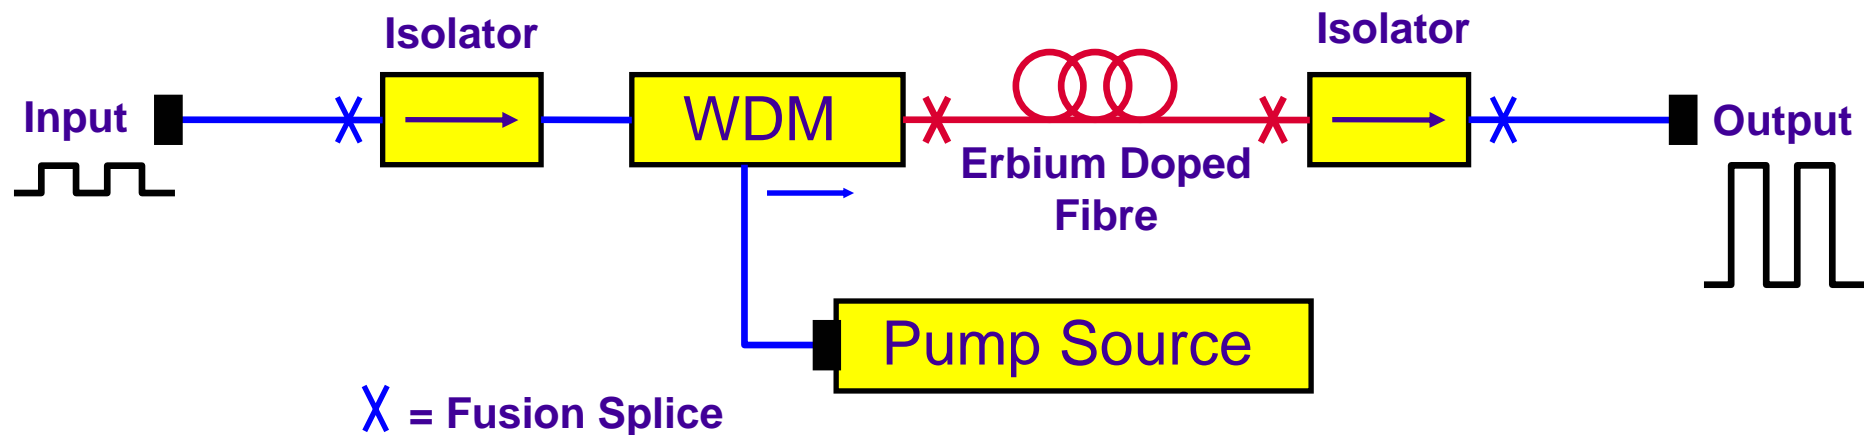 Isolator
Isolator
Input
WDM
Output
Erbium Doped
Fibre
Pump Source
X = Fusion Splice